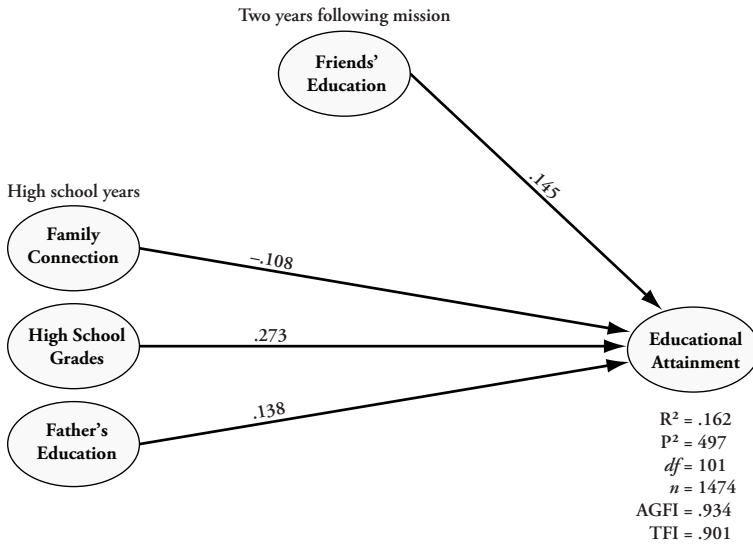 Two years following mission
Friends'
Education
.145
High school years
Family
Connection
–.108
High School
Grades
.273
Educational
Attainment
Father's
Education
.138
R² = .162
P² = 497
df = 101
n = 1474
AGFI = .934
TFI = .901